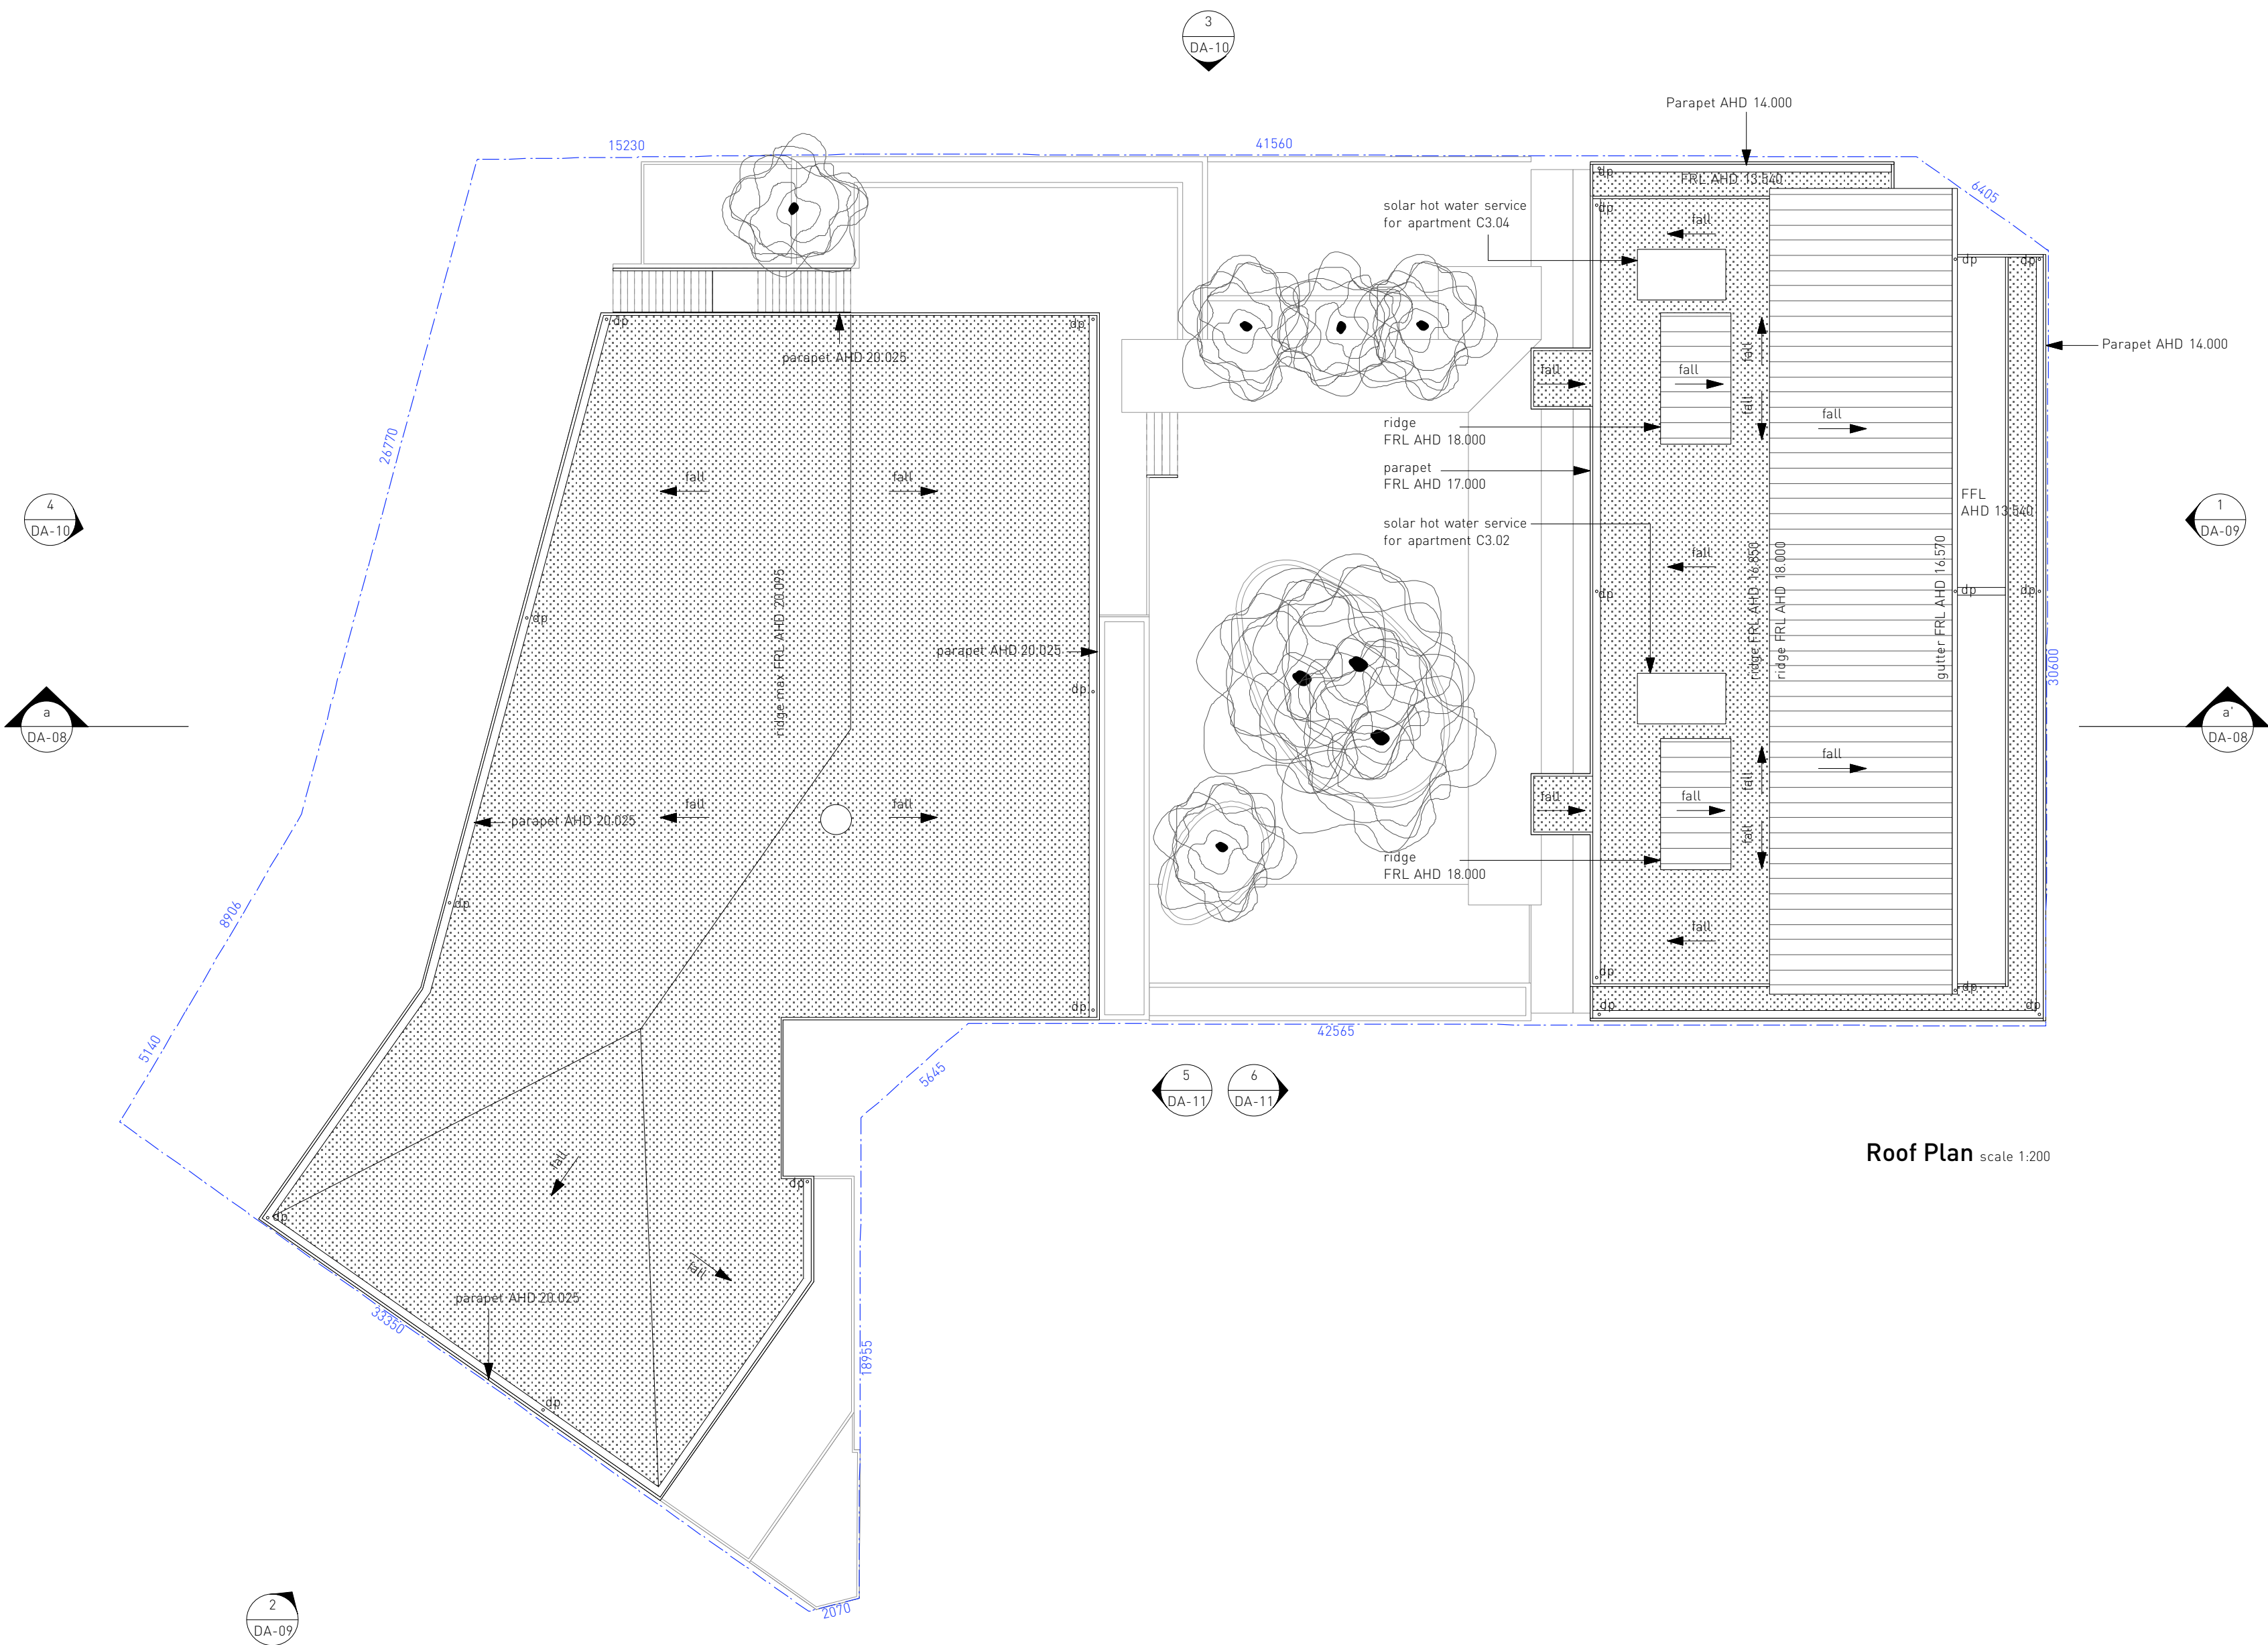 3
DA-10
Parapet AHD 14.000
15230
41560
6405
dp
FRL AHD 13.540
solar hot water service
for apartment C3.04
dp
fall
dp
dp
dp
dp
parapet AHD 20.025
Parapet AHD 14.000
fall
fall
fall
fall
fall
ridge
FRL AHD 18.000
26770
parapet
FRL AHD 17.000
fall
fall
4
DA-10
FFL
AHD 13.540
1
DA-09
solar hot water service
for apartment C3.02
fall
ridge max FRL AHD 20.095
ridge FRL AHD 16.850
ridge FRL AHD 18.000
gutter FRL AHD 16.570
dp
dp
dp
dp
parapet AHD 20.025
30600
dp
a
DA-08
a'
DA-08
fall
fall
fall
fall
fall
fall
parapet AHD 20.025
fall
ridge
FRL AHD 18.000
8906
dp
fall
dp
dp
dp
dp
dp
42565
5140
5645
5
DA-11
6
DA-11
Roof Plan scale 1:200
fall
dp
dp
fall
parapet AHD 20.025
33350
18955
dp
2
DA-09
2070